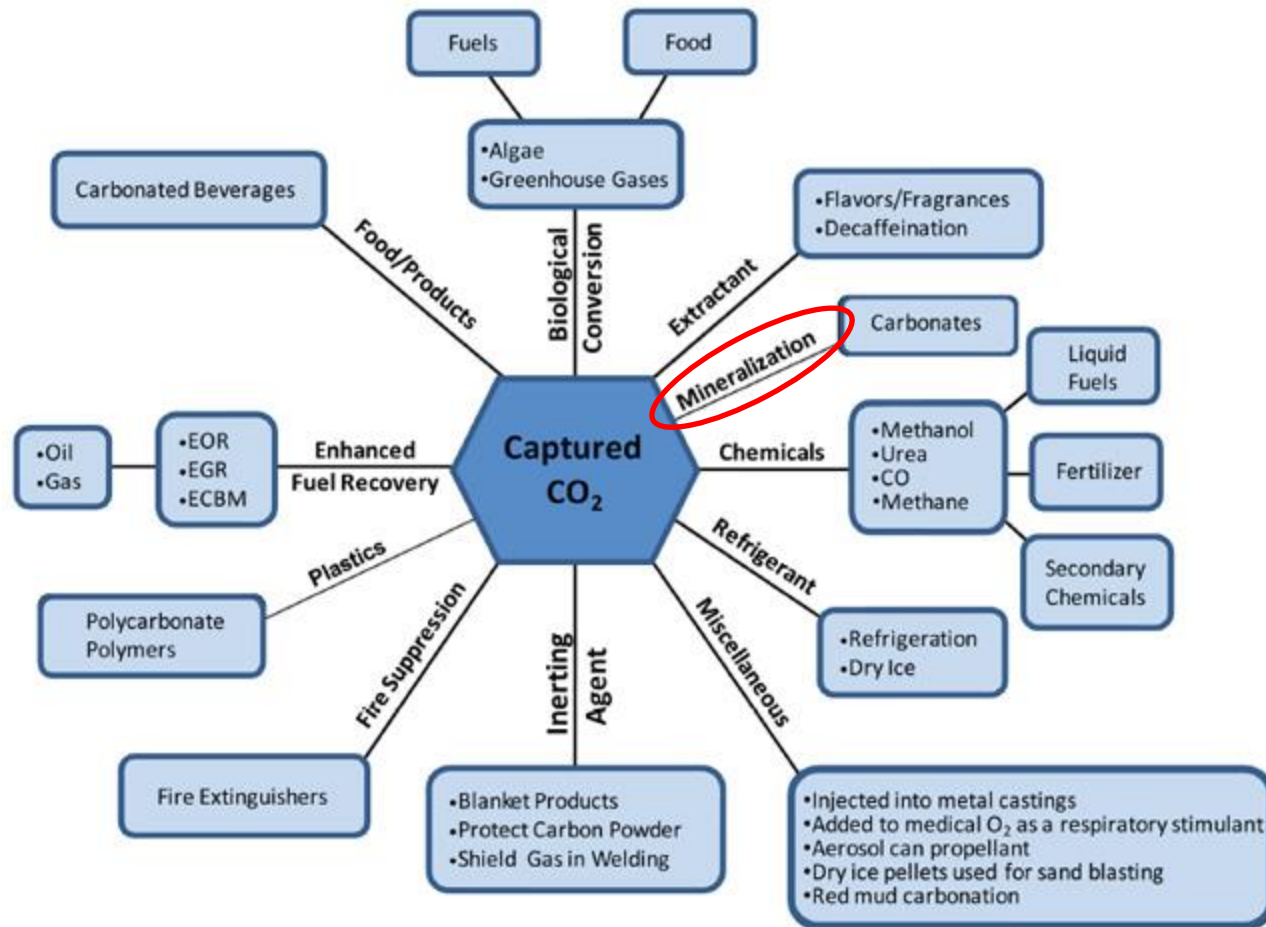 Fuels
Food
•Algae
•Greenhouse Gases
Carbonated Beverages
•Flavors/Fragrances
•Decaffeination
Food/Products
Biological
Conversion
Extractant
Mineralization
Carbonates
Liquid
Fuels
•Oil
•Gas
•EOR
•EGR
•ECBM
Enhanced
Fuel Recovery
Captured
CO₂
Chemicals
•Methanol
•Urea
•CO
•Methane
Fertilizer
Secondary
Chemicals
Plastics
Polycarbonate
Polymers
Fire Suppression
Inerting
Agent
Miscellaneous
Refrigerant
•Refrigeration
•Dry Ice
Fire Extinguishers
•Blanket Products
•Protect Carbon Powder
•Shield Gas in Welding
•Injected into metal castings
•Added to medical O₂ as a respiratory stimulant
•Aerosol can propellant
•Dry ice pellets used for sand blasting
•Red mud carbonation